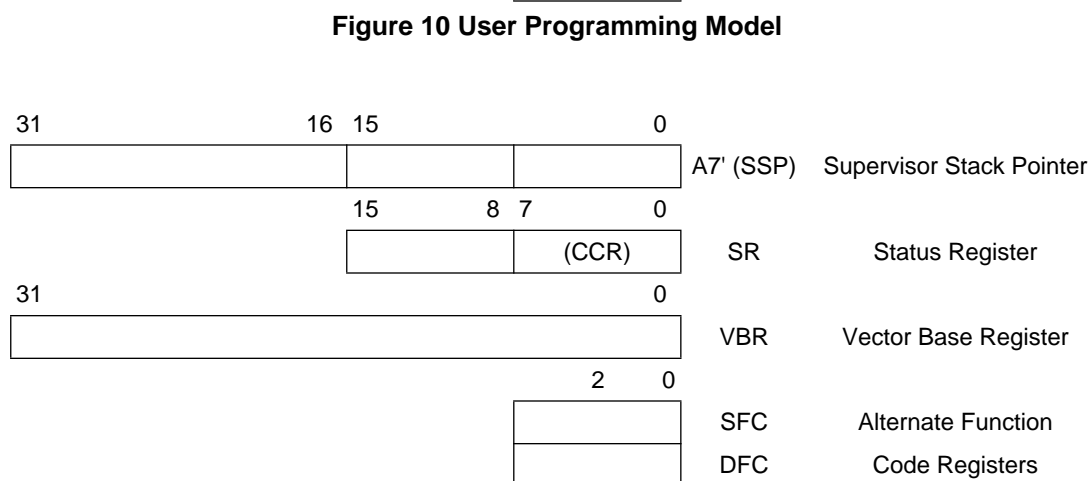 Figure 10 User Programming Model
31 16 15 0
A7' (SSP) Supervisor Stack Pointer
15 8 7 0
(CCR) SR Status Register
31 0
VBR Vector Base Register
2 0
SFC Alternate Function
DFC Code Registers